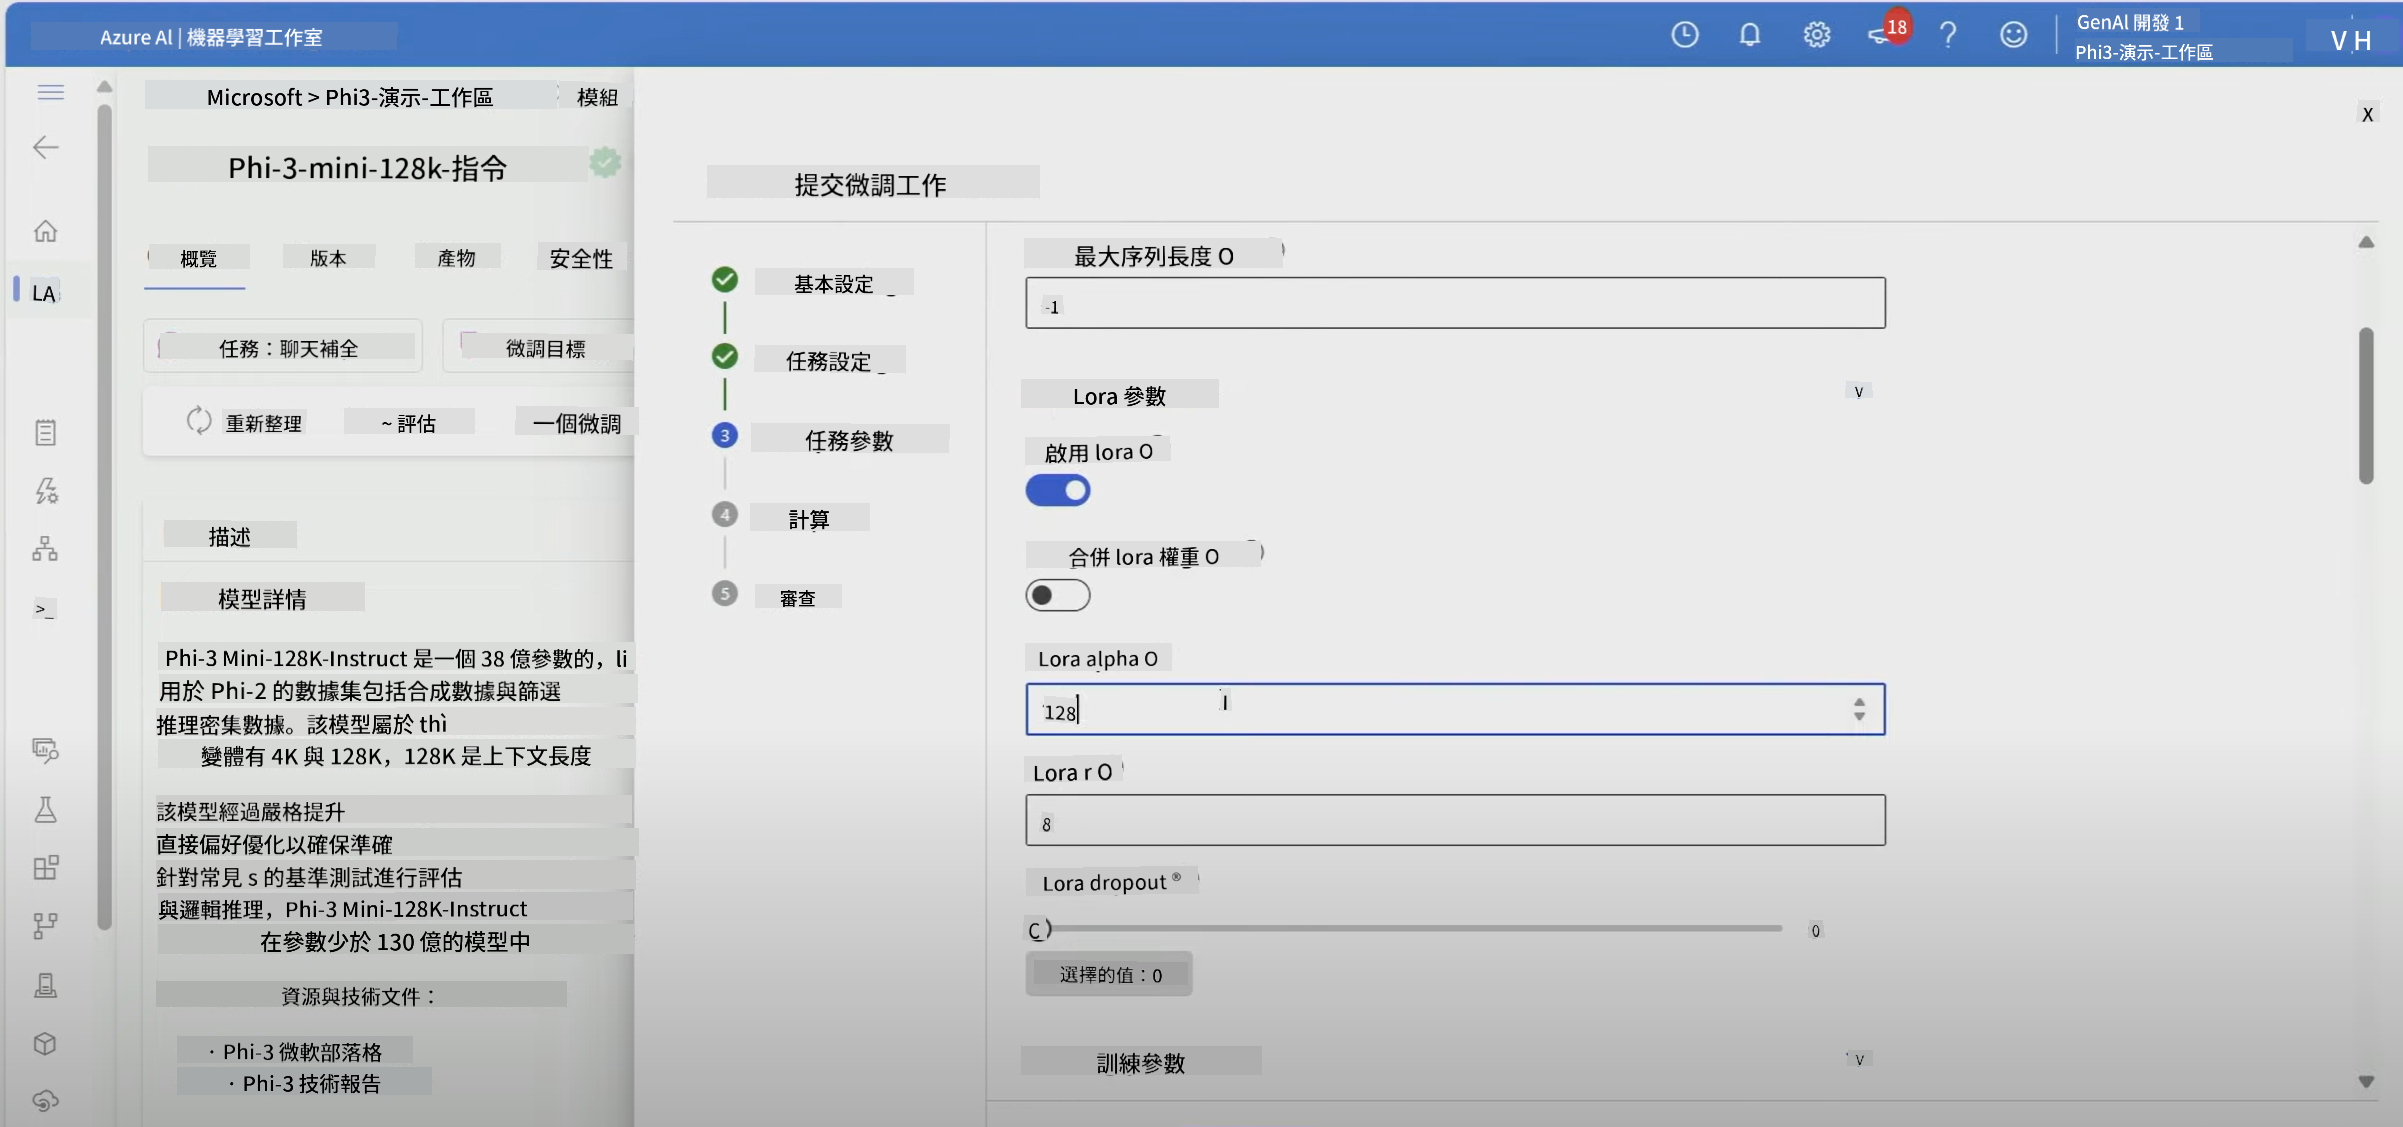 Azure Al | 機器學習工作室
18
GenAl 開發 1
Phi3-演示-工作區
V H
Microsoft > Phi3-演示-工作區
模組
X
Phi-3-mini-128k-指令
提交微調工作
概覽
版本
產物
安全性
LA
任務：聊天補全
微調目標
重新整理
~ 評估
一個微調
描述
模型詳情
>_
Phi-3 Mini-128K-Instruct 是一個 38 億參數的，li
用於 Phi-2 的數據集包括合成數據與篩選
推理密集數據。該模型屬於 thì
變體有 4K 與 128K，128K 是上下文長度
該模型經過嚴格提升
直接偏好優化以確保準確
針對常見 s 的基準測試進行評估
與邏輯推理，Phi-3 Mini-128K-Instruct
在參數少於 130 億的模型中
資源與技術文件：
· Phi-3 微軟部落格
· Phi-3 技術報告
基本設定
任務設定
3 任務參數
4 計算
5 審查
最大序列長度 O
-1
Lora 參數
V
啟用 lora O
合併 lora 權重 O
Lora alpha O
128
Lora r O
8
Lora dropout ®
0
選擇的值：0
訓練參數
V